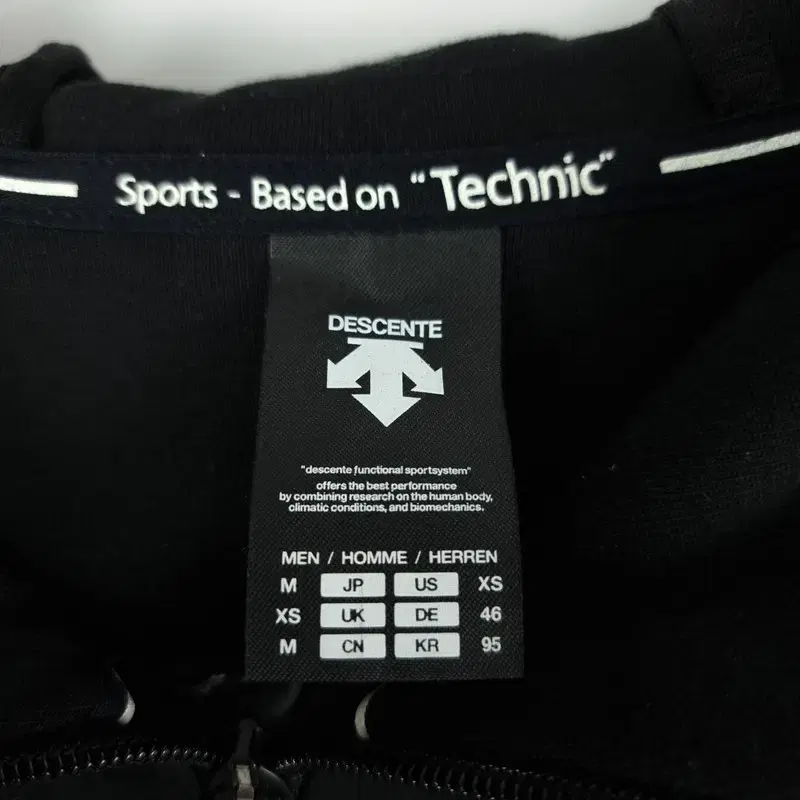 Sports - Based on "Technic"
DESCENTE
"descente functional sportsystem"
offers the best performance
by combining research on the human body,
climatic conditions, and biomechanics.
MEN / HOMME / HERREN
M JP US XS
XS UK DE 46
M CN KR 95